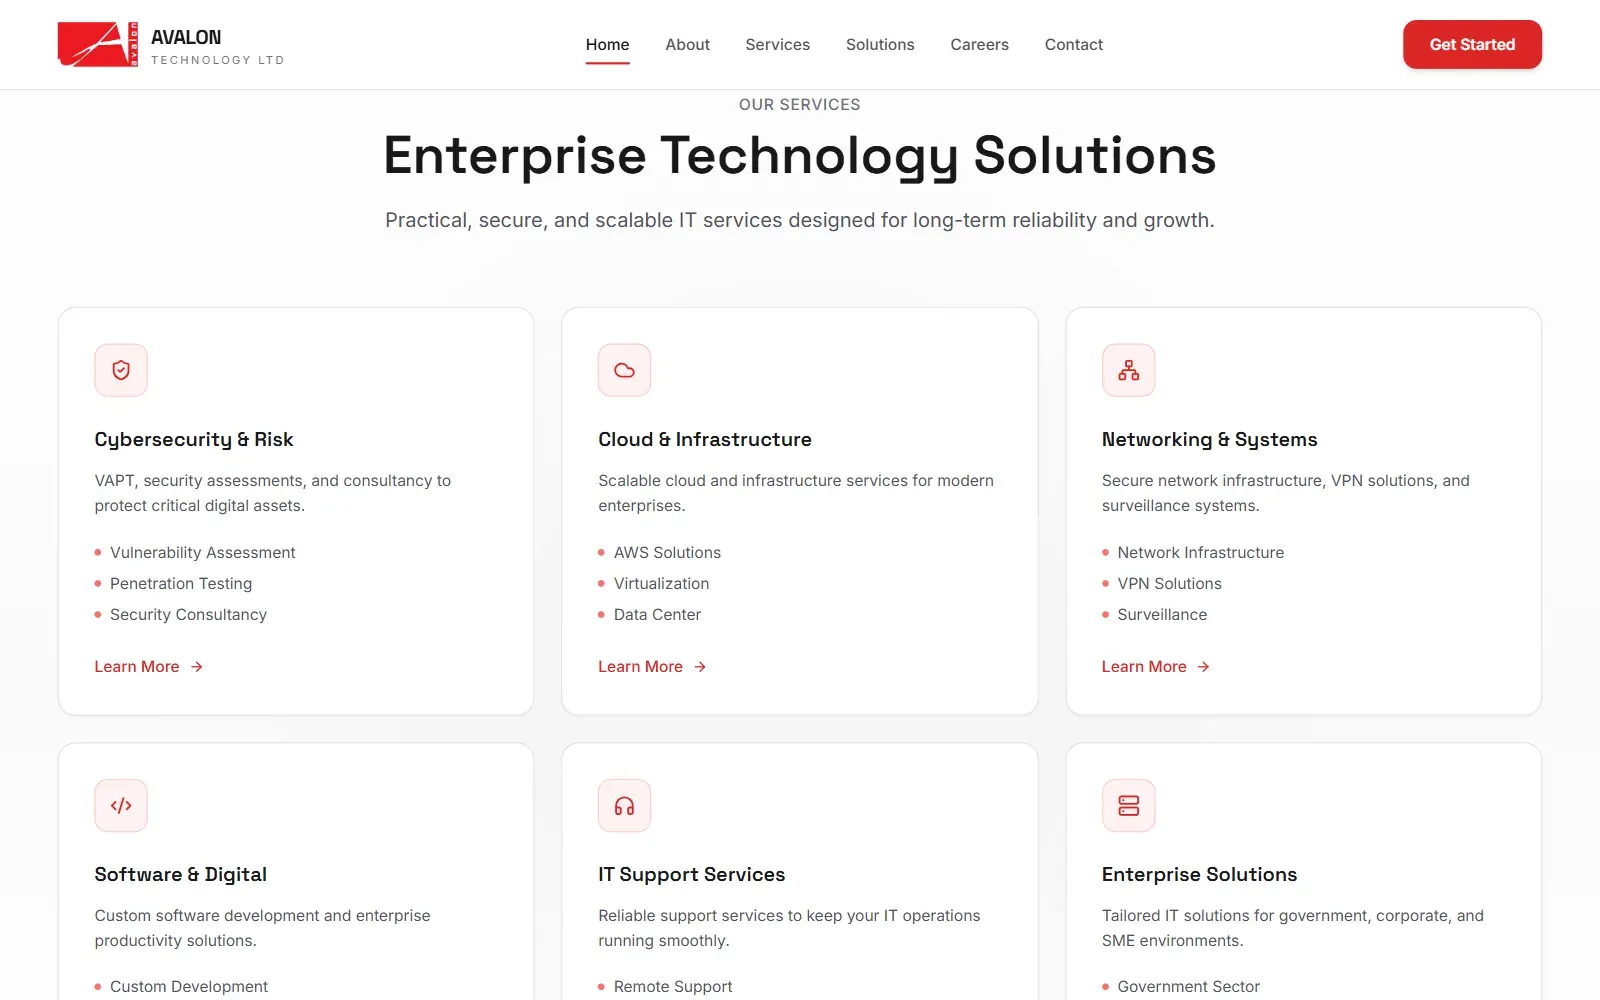 avalon
AVALON
TECHNOLOGY LTD
Home
About
Services
Solutions
Careers
Contact
Get Started
OUR SERVICES
Enterprise Technology Solutions
Practical, secure, and scalable IT services designed for long-term reliability and growth.
Cybersecurity & Risk
VAPT, security assessments, and consultancy to
protect critical digital assets.
Vulnerability Assessment
Penetration Testing
Security Consultancy
Learn More
Cloud & Infrastructure
Scalable cloud and infrastructure services for modern
enterprises.
AWS Solutions
Virtualization
Data Center
Learn More
Networking & Systems
Secure network infrastructure, VPN solutions, and
surveillance systems.
Network Infrastructure
VPN Solutions
Surveillance
Learn More
Software & Digital
Custom software development and enterprise
productivity solutions.
Custom Development
IT Support Services
Reliable support services to keep your IT operations
running smoothly.
Remote Support
Enterprise Solutions
Tailored IT solutions for government, corporate, and
SME environments.
Government Sector